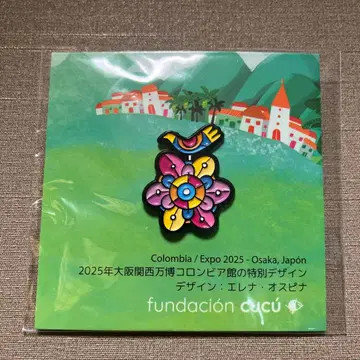 Colombia / Expo 2025 - Osaka, Japón
2025年大阪関西万博コロンビア館の特別デザイン
デザイン：エレナ・オスピナ
fundación cucú